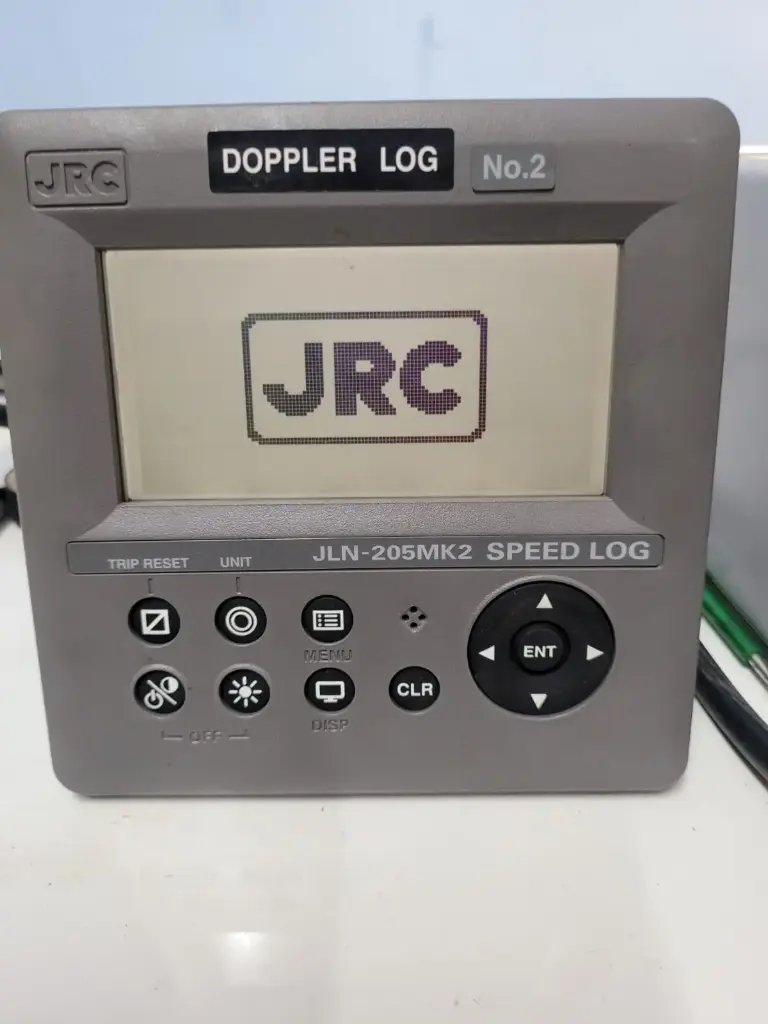 JRC
DOPPLER LOG
No.2
JRC
JLN-205MK2 SPEED LOG
TRIP RESET
UNIT
MENU
CLR
ENT
DISP
OFF